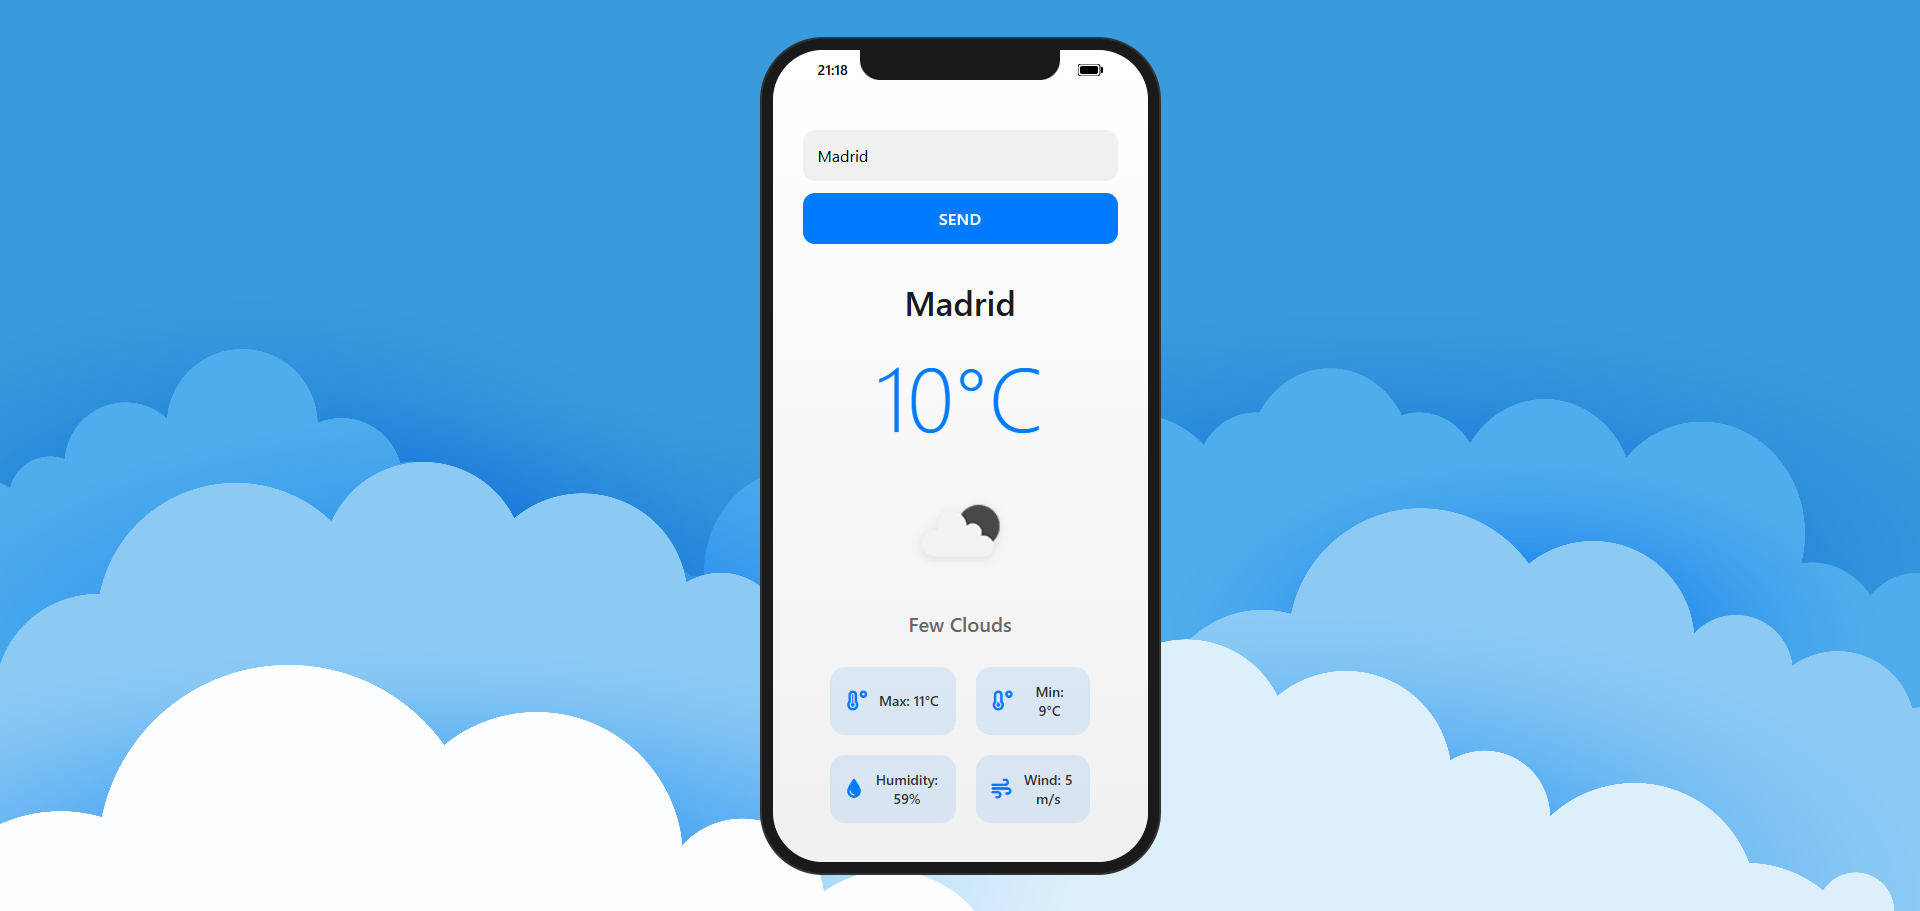 21:18
Madrid
SEND
Madrid
10°C
Few Clouds
Max: 11°C
Min:
9°C
Humidity:
59%
Wind: 5
m/s